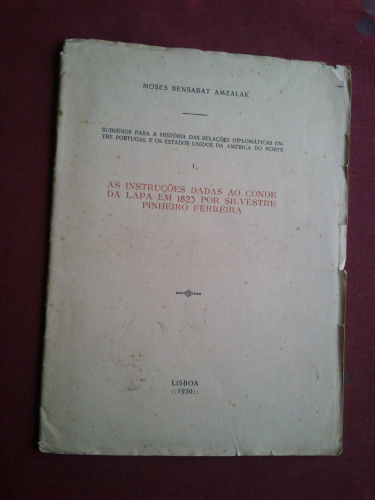 MOSES BENSABAT AMZALAK
SUBSÍDIOS PARA A HISTÓRIA DAS RELAÇÕES DIPLOMÁTICAS EN-
TRE PORTUGAL E OS ESTADOS UNIDOS DA AMÉRICA DO NORTE
I.
AS INSTRUÇÕES DADAS AO CONDE
DA LAPA EM 1823 POR SILVESTRE
PINHEIRO FERREIRA
LISBOA
::1930::